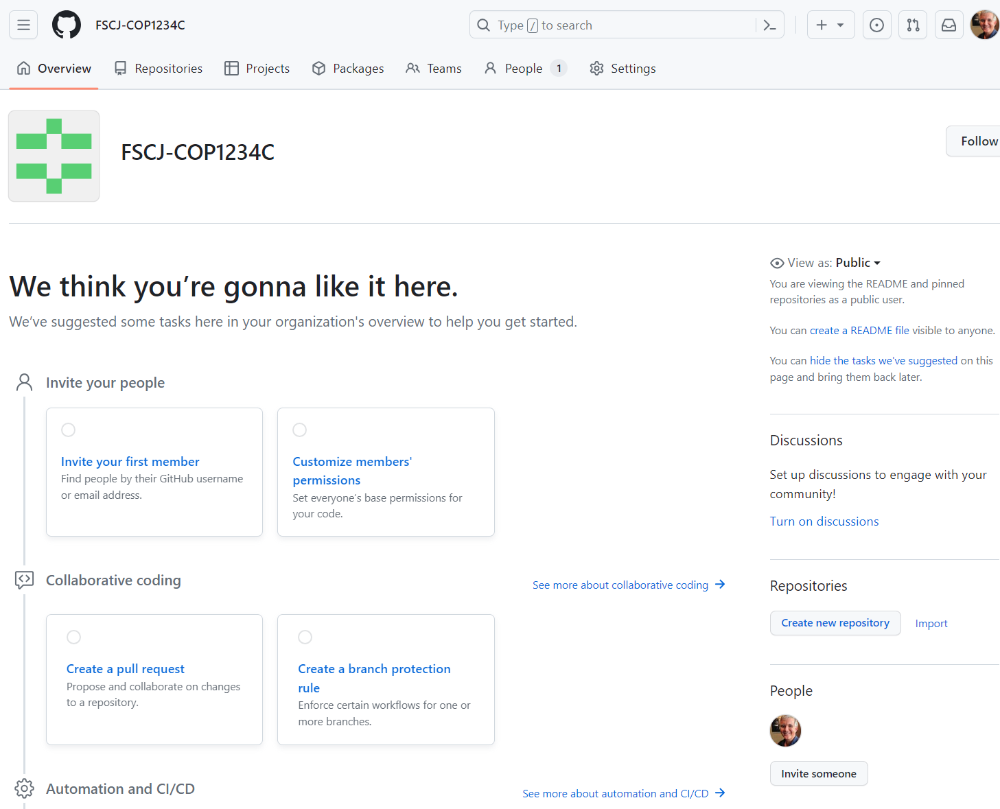 FSCJ-COP1234C
Type / to search
Overview
Repositories
Projects
Packages
Teams
People 1
Settings
FSCJ-COP1234C
Follow
We think you’re gonna like it here.
We’ve suggested some tasks here in your organization's overview to help you get started.
Invite your people
Invite your first member
Find people by their GitHub username
or email address.
Customize members'
permissions
Set everyone’s base permissions for
your code.
Collaborative coding
See more about collaborative coding →
Create a pull request
Propose and collaborate on changes
to a repository.
Create a branch protection
rule
Enforce certain workflows for one or
more branches.
Automation and CI/CD
See more about automation and CI/CD →
View as: Public
You are viewing the README and pinned
repositories as a public user.
You can create a README file visible to anyone.
You can hide the tasks we've suggested on this
page and bring them back later.
Discussions
Set up discussions to engage with your
community!
Turn on discussions
Repositories
Create new repository
Import
People
Invite someone